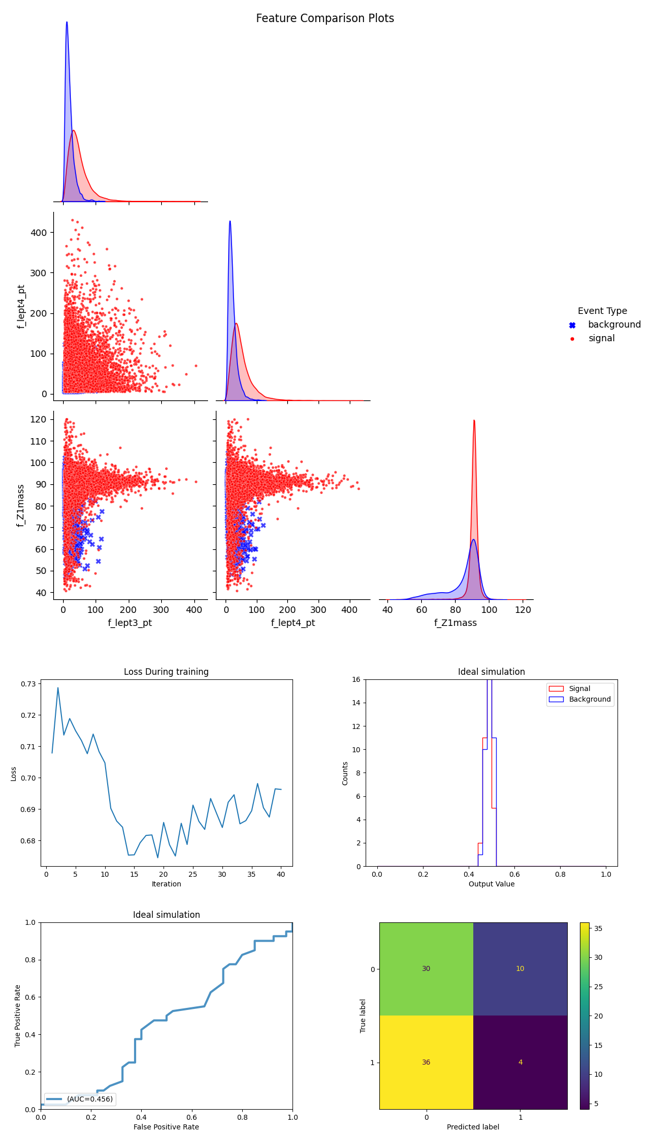 Feature Comparison Plots
400
300
200
100
0
f_lept4_pt
Event Type
background
signal
120
110
100
90
80
70
60
50
40
f_Z1mass
0 100 200 300 400
f_lept3_pt
0 100 200 300 400
f_lept4_pt
40 60 80 100 120
f_Z1mass
Loss During training
0.73
0.72
0.71
0.70
0.69
0.68
Loss
0 5 10 15 20 25 30 35 40
Iteration
Ideal simulation
16
14
12
10
8
6
4
2
0
Counts
Signal
Background
0.0 0.2 0.4 0.6 0.8 1.0
Output Value
Ideal simulation
1.0
0.8
0.6
0.4
0.2
0.0
True Positive Rate
(AUC=0.456)
0.0 0.2 0.4 0.6 0.8 1.0
False Positive Rate
True label
0
1
30 10
36 4
0 1
Predicted label
35
30
25
20
15
10
5